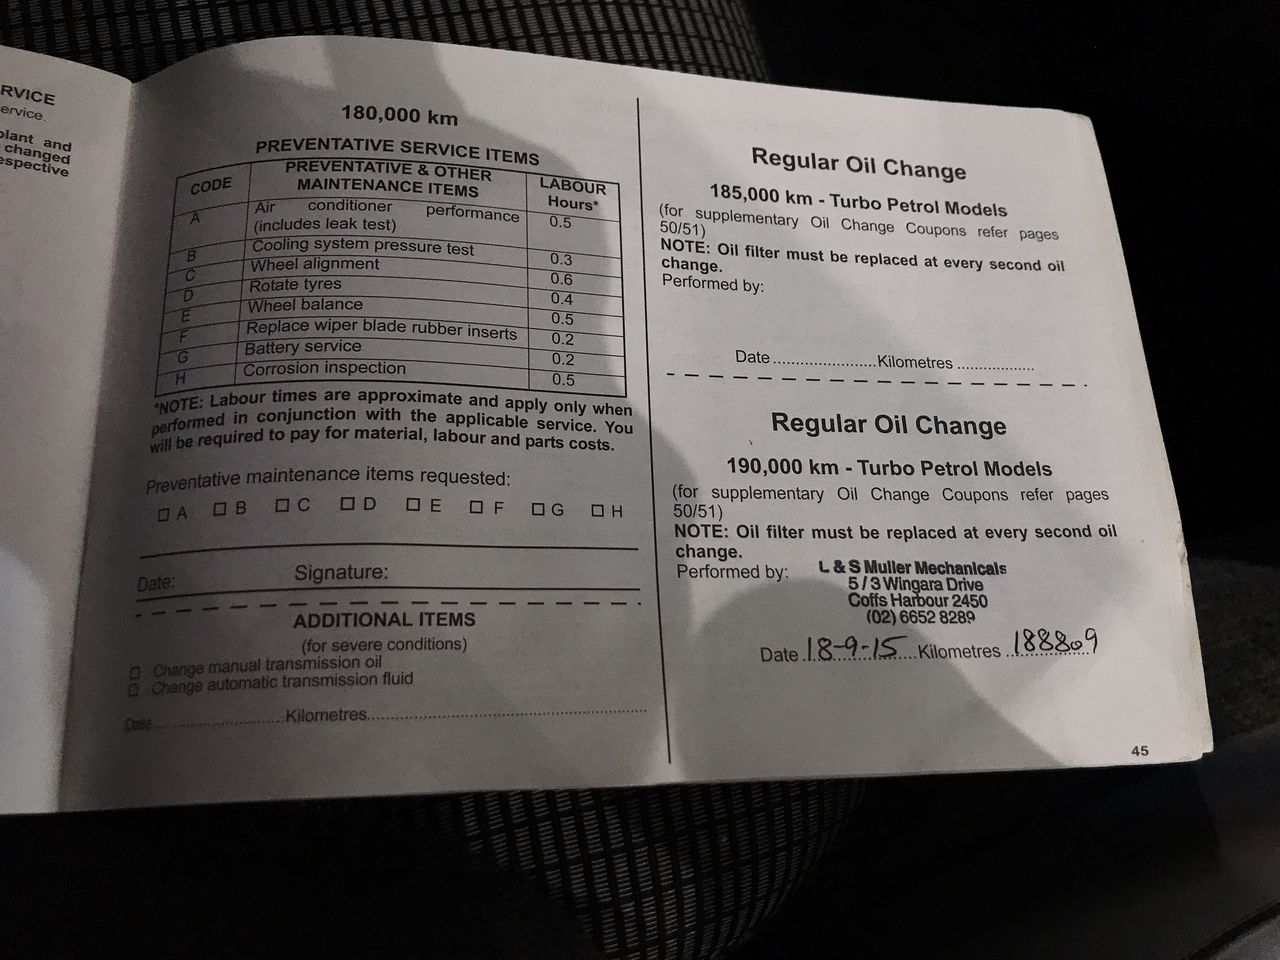 RVICE
ervice.
plant and
changed
espective
180,000 km
PREVENTATIVE SERVICE ITEMS
CODE PREVENTATIVE & OTHER MAINTENANCE ITEMS LABOUR Hours*
A Air conditioner performance (includes leak test) 0.5
B Cooling system pressure test 0.3
C Wheel alignment 0.6
D Rotate tyres 0.4
E Wheel balance 0.5
F Replace wiper blade rubber inserts 0.2
G Battery service 0.2
H Corrosion inspection 0.5
*NOTE: Labour times are approximate and apply only when
performed in conjunction with the applicable service. You
will be required to pay for material, labour and parts costs.
Preventative maintenance items requested:
A B C D E F G H
Date: Signature:
ADDITIONAL ITEMS
(for severe conditions)
Change manual transmission oil
Change automatic transmission fluid
Date........................Kilometres................................................
Regular Oil Change
185,000 km - Turbo Petrol Models
(for supplementary Oil Change Coupons refer pages
50/51)
NOTE: Oil filter must be replaced at every second oil
change.
Performed by:
Date.......................Kilometres.................
Regular Oil Change
190,000 km - Turbo Petrol Models
(for supplementary Oil Change Coupons refer pages
50/51)
NOTE: Oil filter must be replaced at every second oil
change.
Performed by: L & S Muller Mechanicals
5 / 3 Wingara Drive
Coffs Harbour 2450
(02) 6652 8289
Date 18-9-15 Kilometres 188809
45